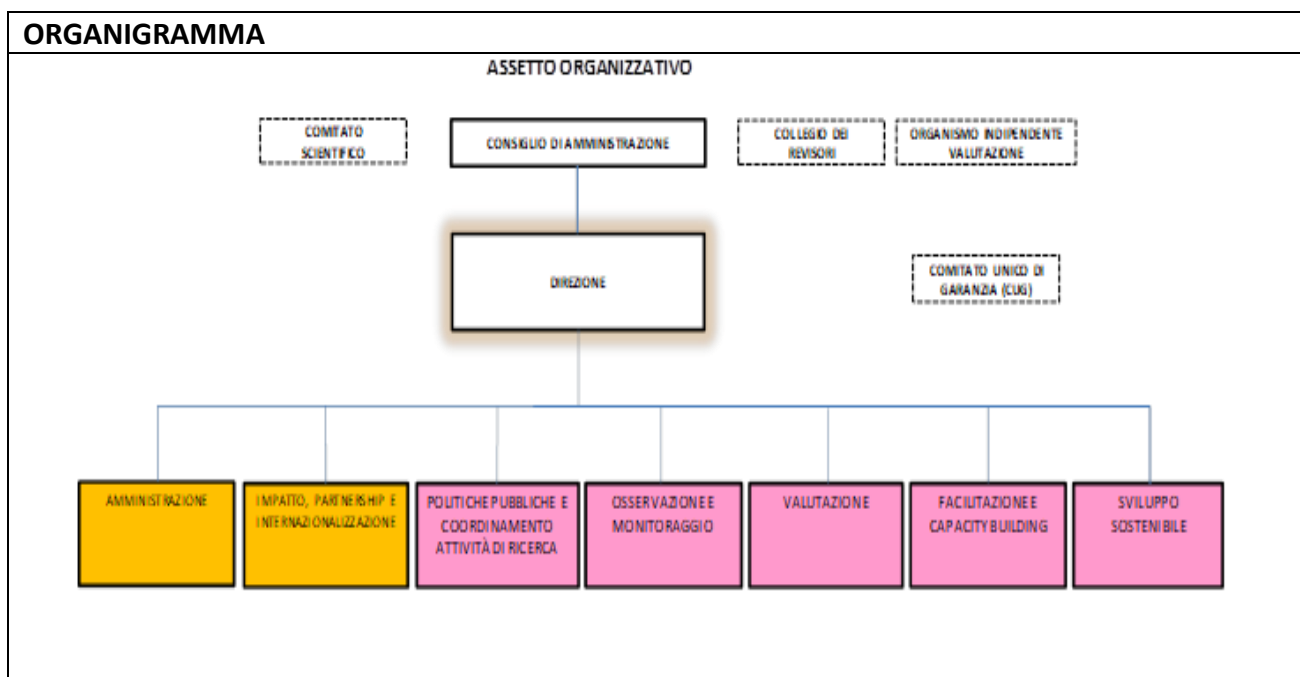 ORGANIGRAMMA
ASSETTO ORGANIZZATIVO
COMITATO
SCIENTIFICO
CONSIGLIO DI AMMINISTRAZIONE
COLLEGIO DEI
REVISORI
ORGANISMO INDIPENDENTE
VALUTAZIONE
DIREZIONE
COMITATO UNICO DI
GARANZIA (CUG)
AMMINISTRAZIONE
IMPATTO, PARTNERSHIP E
INTERNAZIONALIZZAZIONE
POLITICHE PUBBLICHE E
COORDINAMENTO
ATTIVITÀ DI RICERCA
OSSERVAZIONE E
MONITORAGGIO
VALUTAZIONE
FACILITAZIONE E
CAPACITY BUILDING
SVILUPPO
SOSTENIBILE